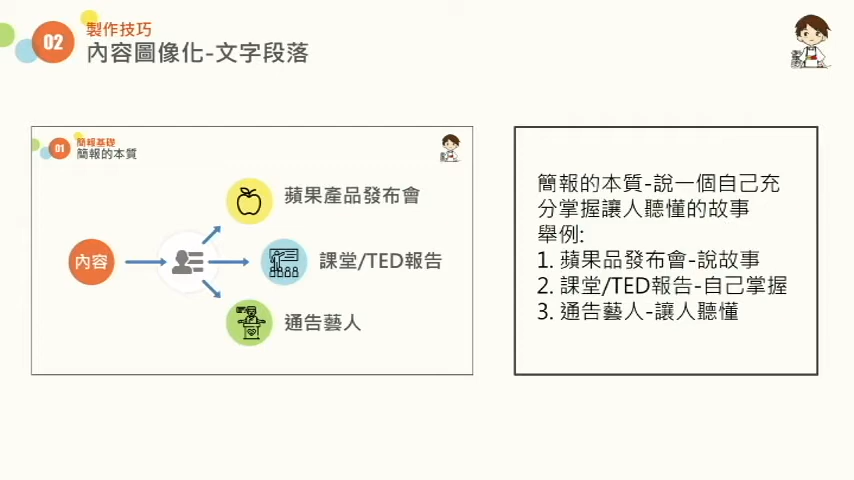 02
製作技巧
內容圖像化-文字段落
01
簡報基礎
簡報的本質
內容
蘋果產品發布會
課堂/TED報告
通告藝人
簡報的本質-說一個自己充
分掌握讓人聽懂的故事
舉例:
1. 蘋果品發布會-說故事
2. 課堂/TED報告-自己掌握
3. 通告藝人-讓人聽懂